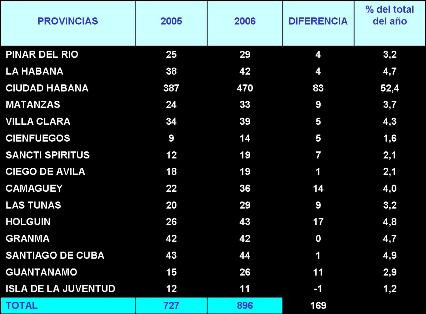 PROVINCIAS 2005 2006 DIFERENCIA % del total del año
PINAR DEL RIO 25 29 4 3,2
LA HABANA 38 42 4 4,7
CIUDAD HABANA 387 470 83 52,4
MATANZAS 24 33 9 3,7
VILLA CLARA 34 39 5 4,3
CIENFUEGOS 9 14 5 1,6
SANCTI SPIRITUS 12 19 7 2,1
CIEGO DE AVILA 18 19 1 2,1
CAMAGUEY 22 36 14 4,0
LAS TUNAS 20 29 9 3,2
HOLGUIN 26 43 17 4,8
GRANMA 42 42 0 4,7
SANTIAGO DE CUBA 43 44 1 4,9
GUANTANAMO 15 26 11 2,9
ISLA DE LA JUVENTUD 12 11 -1 1,2
TOTAL 727 896 169